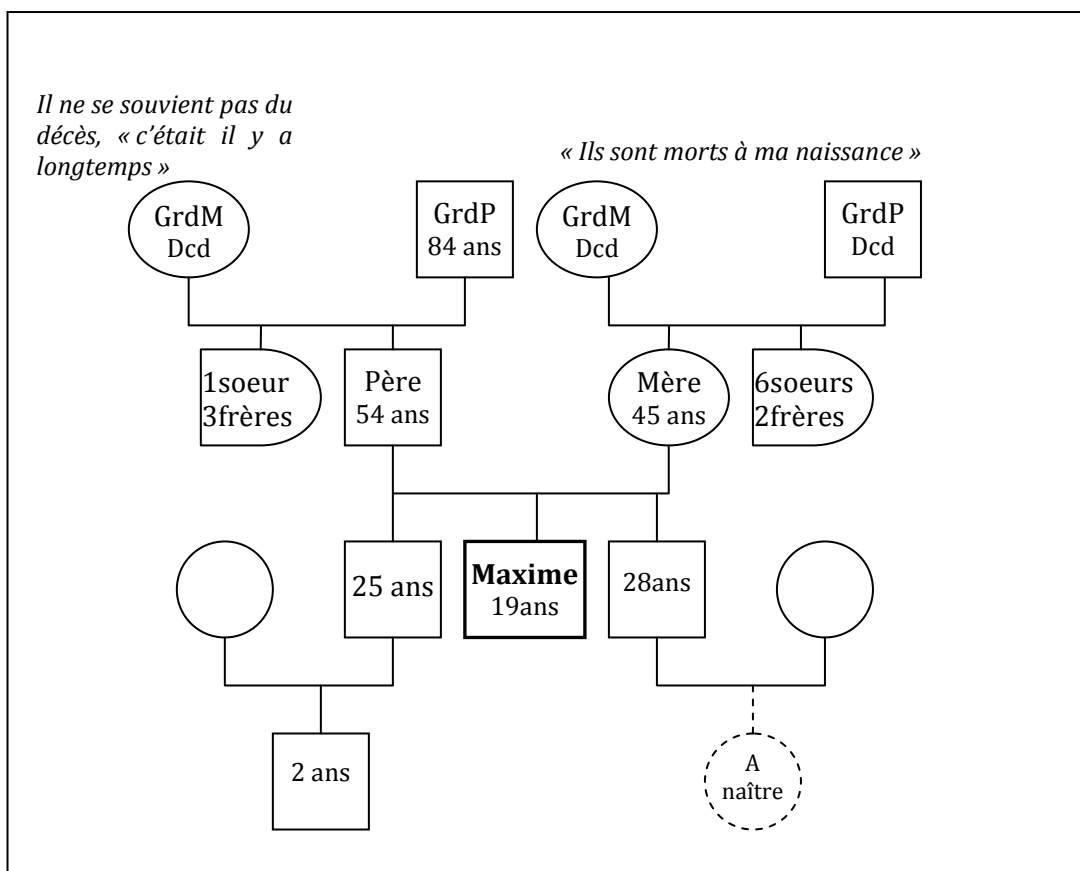 Il ne se souvient pas du
décès, « c'était il y a
longtemps »
« Ils sont morts à ma naissance »
GrdM
Dcd
GrdP
84 ans
GrdM
Dcd
GrdP
Dcd
1soeur
3frères
Père
54 ans
Mère
45 ans
6soeurs
2frères
25 ans
Maxime
19ans
28ans
2 ans
A
naître